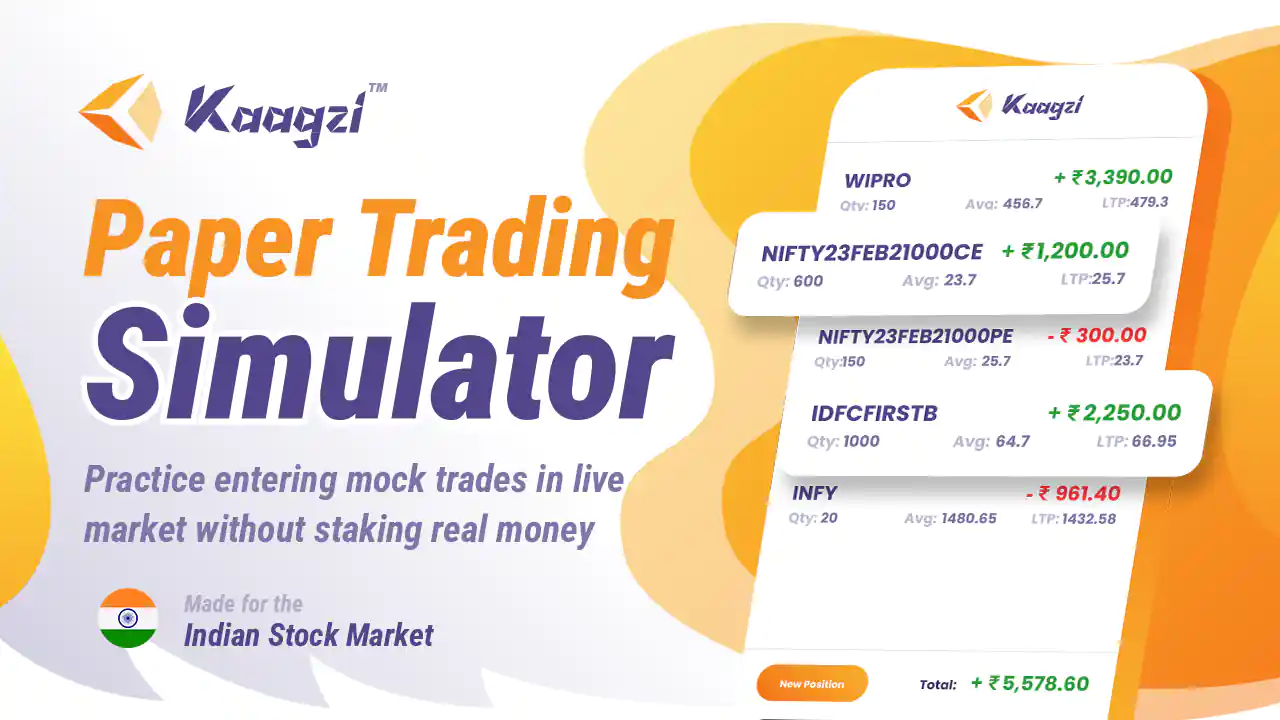 Kaagzi™
Paper Trading
Simulator
Practice entering mock trades in live
market without staking real money
Made for the
Indian Stock Market
Kaagzi
WIPRO + ₹3,390.00
Qty: 150 Avg: 456.7 LTP:479.3
NIFTY23FEB21000CE + ₹1,200.00
Qty: 600 Avg: 23.7 LTP:25.7
NIFTY23FEB21000PE - ₹ 300.00
Qty:150 Avg: 25.7 LTP:23.7
IDFCFIRSTB + ₹2,250.00
Qty: 1000 Avg: 64.7 LTP: 66.95
INFY - ₹ 961.40
Qty: 20 Avg: 1480.65 LTP: 1432.58
New Position Total: + ₹5,578.60